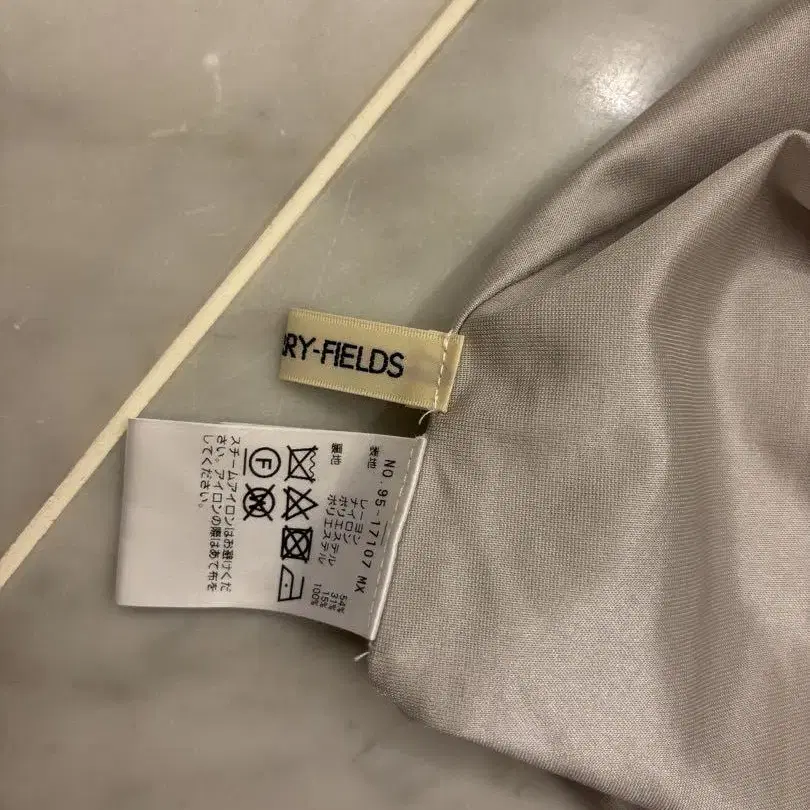 RY-FIELDS
NO.95-17107 MX
表地
レーヨン 54%
ナイロン 31%
ポリエステル 15%
裏地
ポリエステル 100%
F
W
スチームアイロンはお避けくだ
さい。アイロンの際はあて布を
してください。